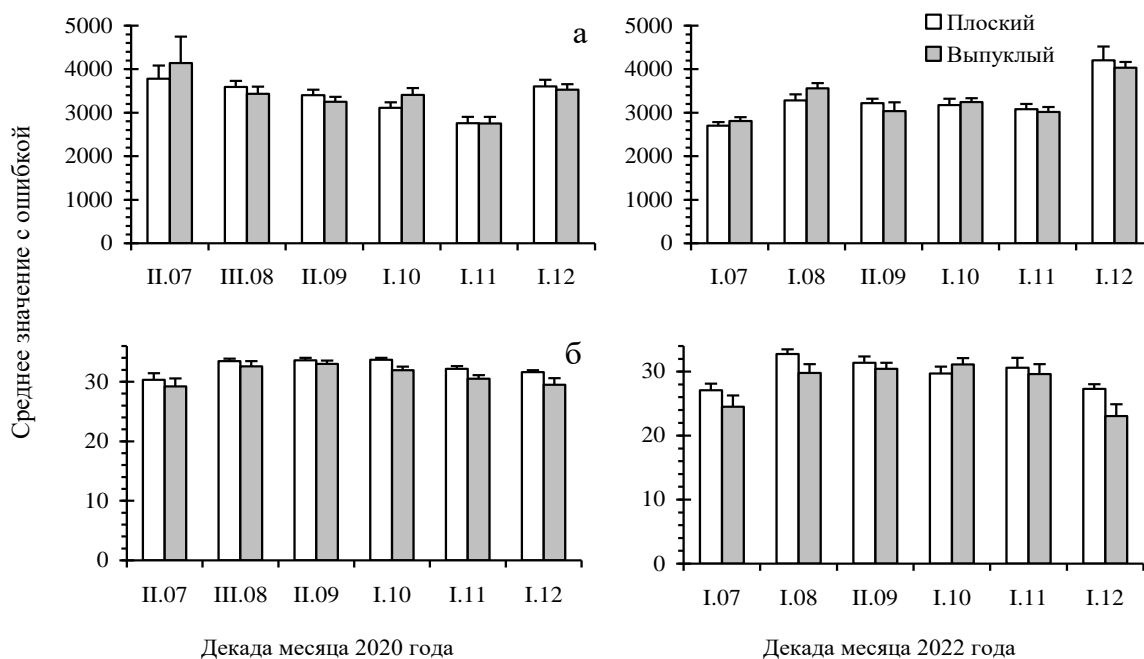 Среднее значение с ошибкой
5000
4000
3000
2000
1000
0
а
II.07 III.08 II.09 I.10 I.11 I.12
5000
4000
3000
2000
1000
0
Плоский
Выпуклый
I.07 I.08 II.09 I.10 I.11 I.12
30
20
10
0
б
II.07 III.08 II.09 I.10 I.11 I.12
Декада месяца 2020 года
30
20
10
0
I.07 I.08 II.09 I.10 I.11 I.12
Декада месяца 2022 года